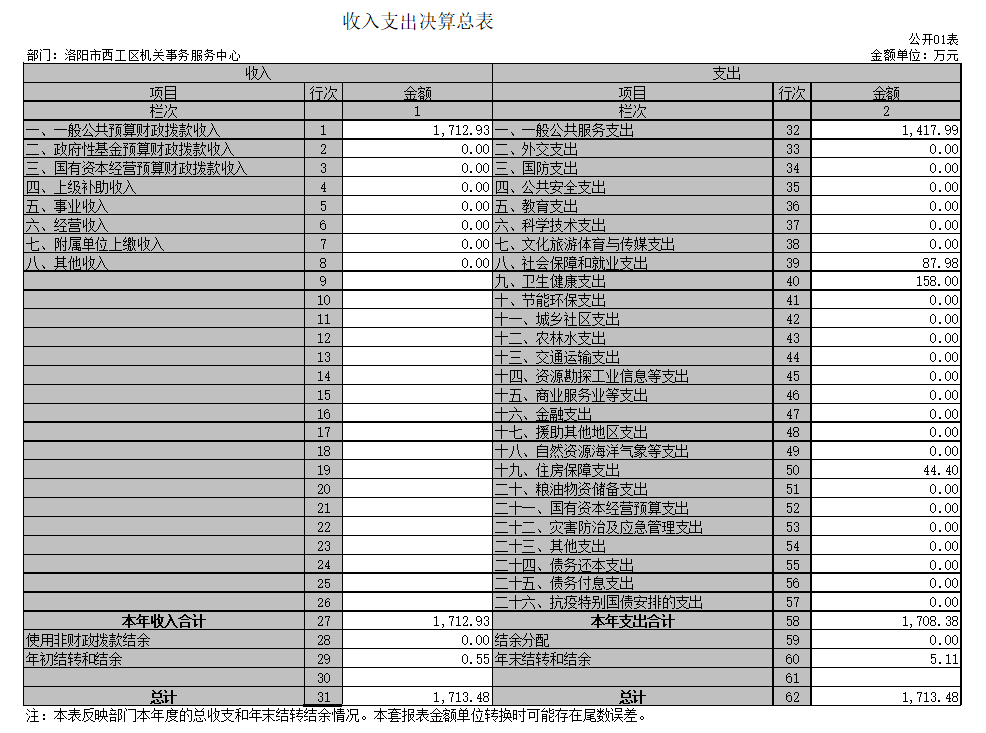 收入支出决算总表
公开01表
部门：洛阳市西工区机关事务服务中心 金额单位：万元
收入 支出
项目 行次 金额 项目 行次 金额
栏次 1 栏次 2
一、一般公共预算财政拨款收入 1 1,712.93 一、一般公共服务支出 32 1,417.99
二、政府性基金预算财政拨款收入 2 0.00 二、外交支出 33 0.00
三、国有资本经营预算财政拨款收入 3 0.00 三、国防支出 34 0.00
四、上级补助收入 4 0.00 四、公共安全支出 35 0.00
五、事业收入 5 0.00 五、教育支出 36 0.00
六、经营收入 6 0.00 六、科学技术支出 37 0.00
七、附属单位上缴收入 7 0.00 七、文化旅游体育与传媒支出 38 0.00
八、其他收入 8 0.00 八、社会保障和就业支出 39 87.98
9 九、卫生健康支出 40 158.00
10 十、节能环保支出 41 0.00
11 十一、城乡社区支出 42 0.00
12 十二、农林水支出 43 0.00
13 十三、交通运输支出 44 0.00
14 十四、资源勘探工业信息等支出 45 0.00
15 十五、商业服务业等支出 46 0.00
16 十六、金融支出 47 0.00
17 十七、援助其他地区支出 48 0.00
18 十八、自然资源海洋气象等支出 49 0.00
19 十九、住房保障支出 50 44.40
20 二十、粮油物资储备支出 51 0.00
21 二十一、国有资本经营预算支出 52 0.00
22 二十二、灾害防治及应急管理支出 53 0.00
23 二十三、其他支出 54 0.00
24 二十四、债务还本支出 55 0.00
25 二十五、债务付息支出 56 0.00
26 二十六、抗疫特别国债安排的支出 57 0.00
本年收入合计 27 1,712.93 本年支出合计 58 1,708.38
使用非财政拨款结余 28 0.00 结余分配 59 0.00
年初结转和结余 29 0.55 年末结转和结余 60 5.11
30 61
总计 31 1,713.48 总计 62 1,713.48
注：本表反映部门本年度的总收支和年末结转结余情况。本套报表金额单位转换时可能存在尾数误差。